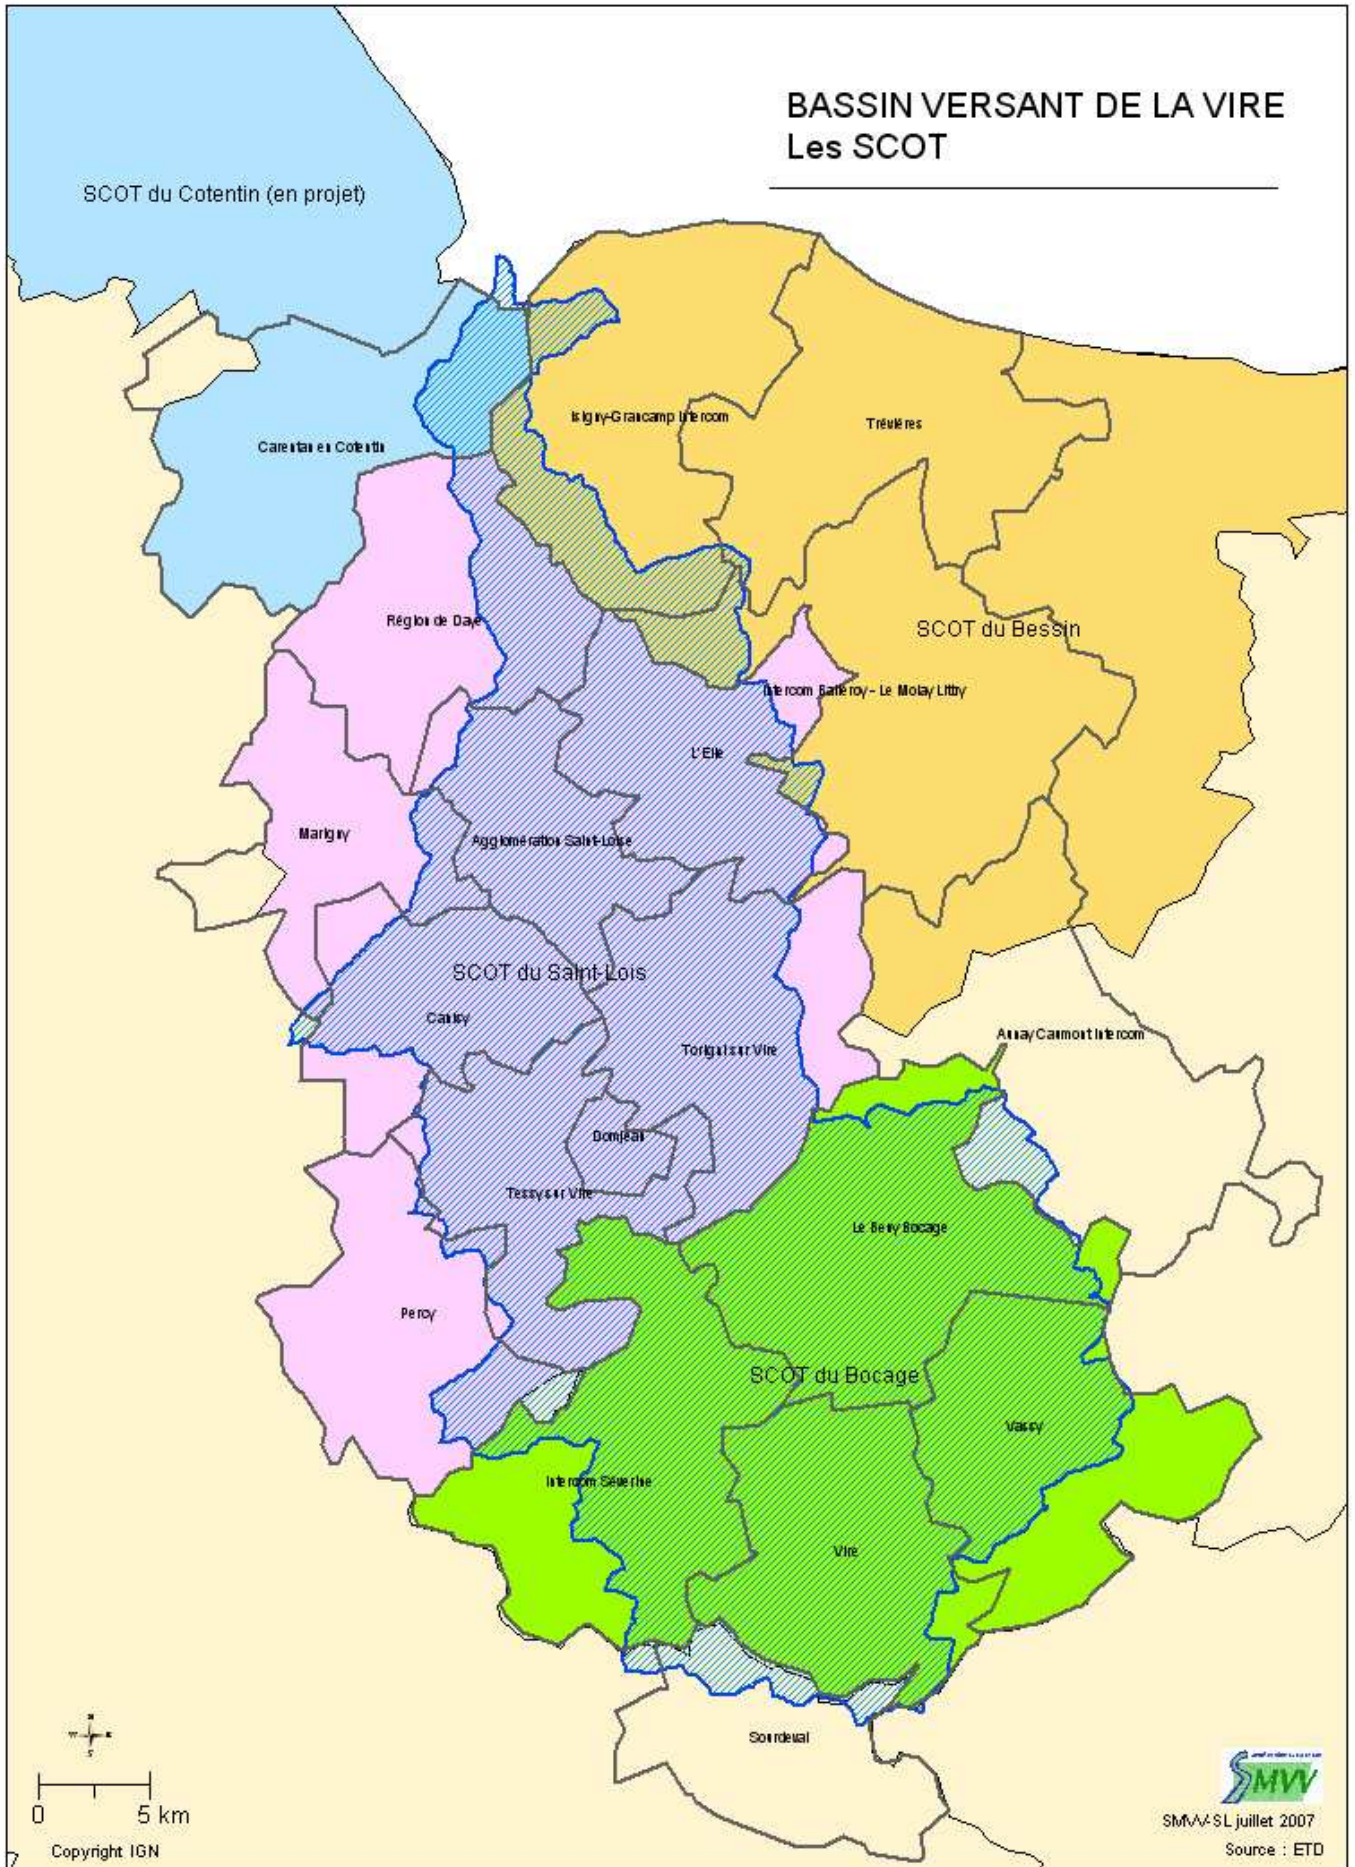 BASSIN VERSANT DE LA VIRE
Les SCOT
SCOT du Cotentin (en projet)
Isigny-Grancamp Intercom
Trévières
Carentan en Cotentin
Région de Daye
SCOT du Bessin
Intercom Balleroy - Le Molay Littry
L'Elle
Marigny
Agglomération Saint-Loise
SCOT du Saint-Lois
Canisy
Aunay Caumont Intercom
Torigni sur Vire
Domjean
Tessy sur Vire
Le Beny Bocage
Percy
SCOT du Bocage
Vassy
Intercom Séverine
Vire
Sourdeval
N
W E
S
0 5 km
Copyright IGN
SMVV
SMVV-SL juillet 2007
Source : ETD